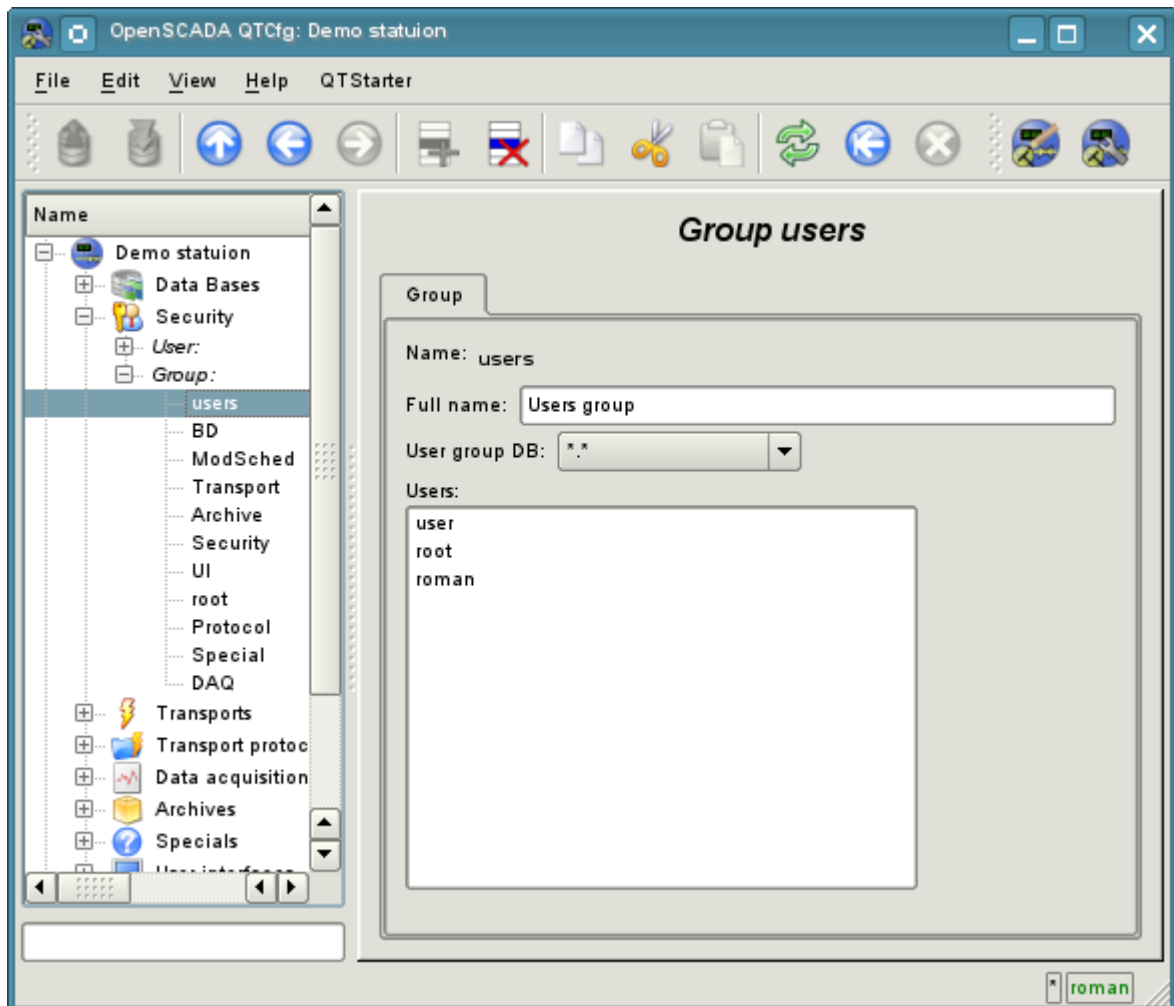 OpenSCADA QTCfg: Demo statuion
File Edit View Help QTStarter
Name
Demo statuion
Data Bases
Security
User:
Group:
users
BD
ModSched
Transport
Archive
Security
UI
root
Protocol
Special
DAQ
Transports
Transport protoc
Data acquisition
Archives
Specials
User interfaces
Group users
Group
Name: users
Full name: Users group
User group DB: *.*
Users:
user
root
roman
* roman